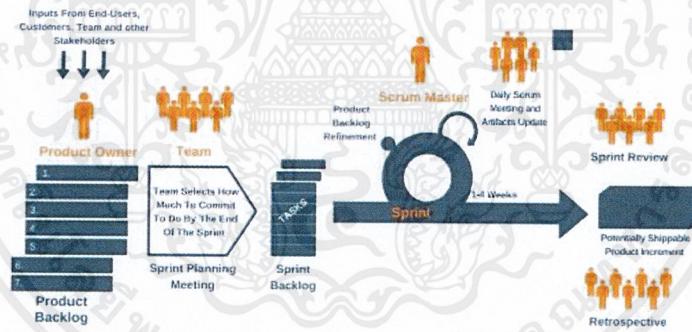 Inputs From End-Users,
Customers, Team and other
Stakeholders
Product Owner
Team
1.
2.
3.
4.
5.
6.
7.
Product
Backlog
Team Selects How
Much To Commit
To Do By The End
Of The Sprint
Sprint Planning
Meeting
TASKS
Sprint
Backlog
Product
Backlog
Refinement
Scrum Master
Daily Scrum
Meeting and
Artifacts Update
Sprint
1-4 Weeks
Sprint Review
Potentially Shippable
Product Increment
Retrospective